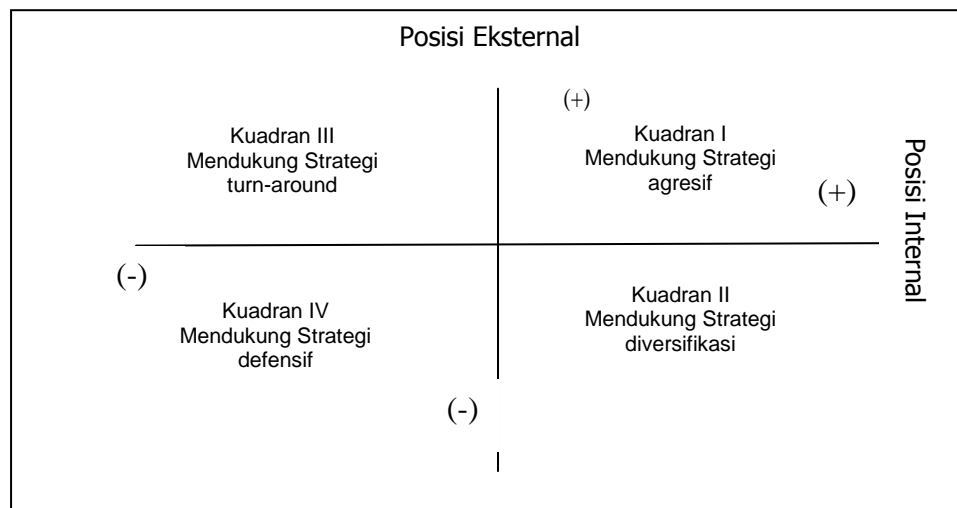 Posisi Eksternal
(+)
Kuadran III
Mendukung Strategi
turn-around
Kuadran I
Mendukung Strategi
agresif
(+)
Posisi Internal
(-)
Kuadran IV
Mendukung Strategi
defensif
Kuadran II
Mendukung Strategi
diversifikasi
(-)